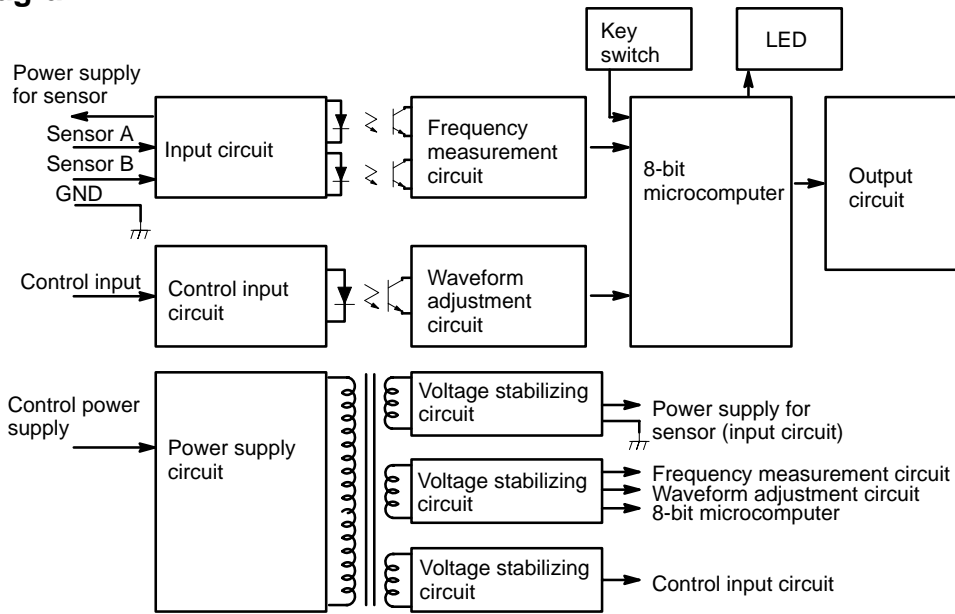 Key
switch
LED
Power supply
for sensor
Sensor A
Sensor B
GND
Input circuit
Frequency
measurement
circuit
8-bit
microcomputer
Output
circuit
Control input
Control input
circuit
Waveform
adjustment
circuit
Control power
supply
Power supply
circuit
Voltage stabilizing
circuit
Power supply for
sensor (input circuit)
Voltage stabilizing
circuit
Frequency measurement circuit
Waveform adjustment circuit
8-bit microcomputer
Voltage stabilizing
circuit
Control input circuit